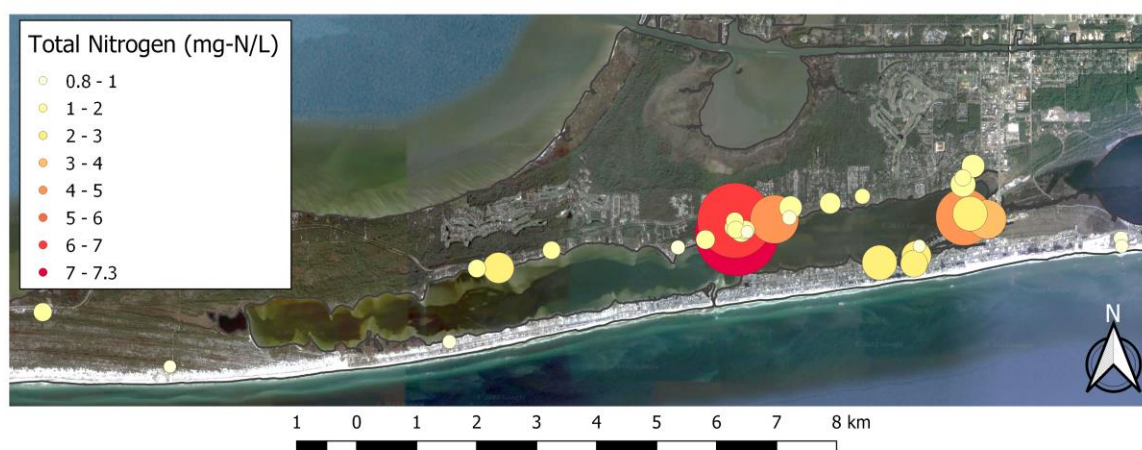 Total Nitrogen (mg-N/L)
0.8 - 1
1 - 2
2 - 3
3 - 4
4 - 5
5 - 6
6 - 7
7 - 7.3
N
1 0 1 2 3 4 5 6 7 8 km